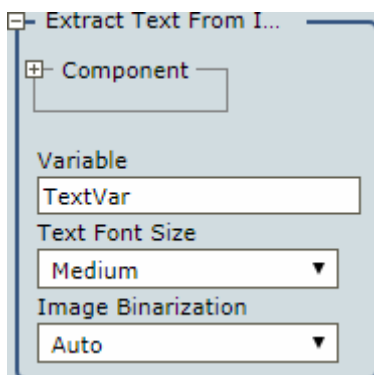 Extract Text From I...
Component
Variable
TextVar
Text Font Size
Medium
Image Binarization
Auto